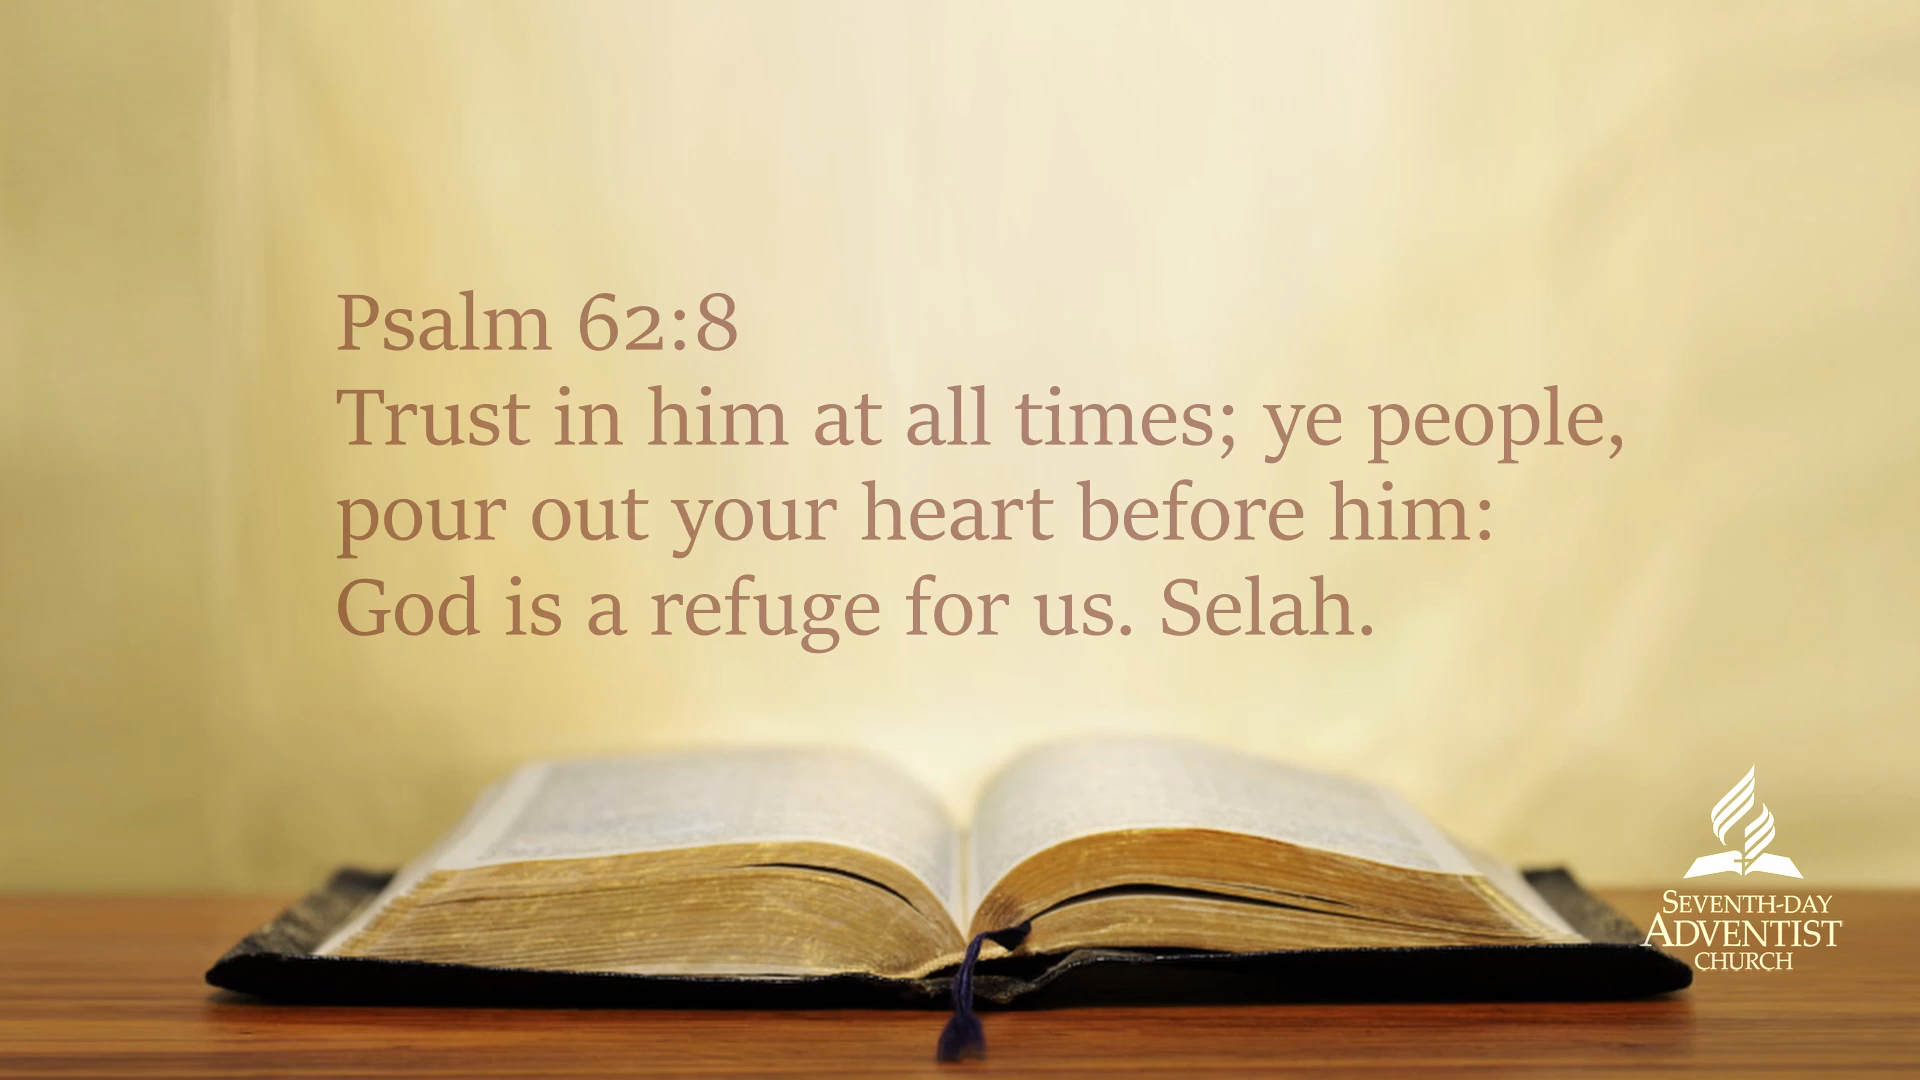 Psalm 62:8
Trust in him at all times; ye people,
pour out your heart before him:
God is a refuge for us. Selah.
SEVENTH-DAY
ADVENTIST
CHURCH